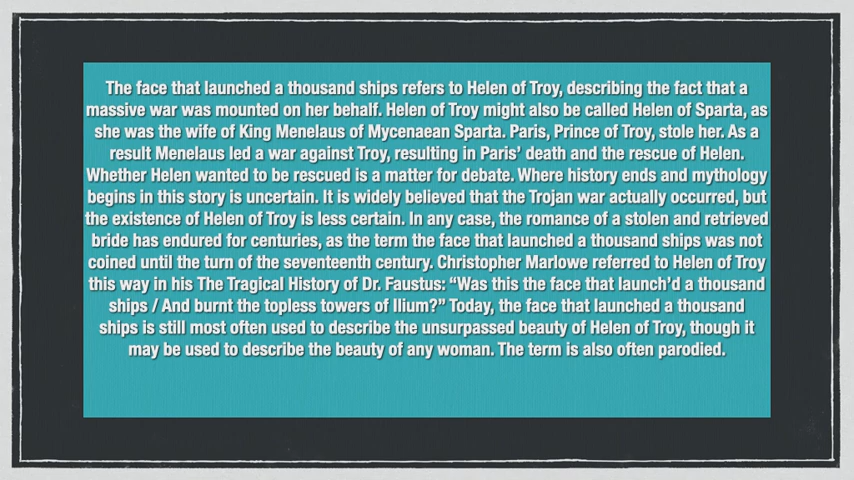 The face that launched a thousand ships refers to Helen of Troy, describing the fact that a
massive war was mounted on her behalf. Helen of Troy might also be called Helen of Sparta, as
she was the wife of King Menelaus of Mycenaean Sparta. Paris, Prince of Troy, stole her. As a
result Menelaus led a war against Troy, resulting in Paris’ death and the rescue of Helen.
Whether Helen wanted to be rescued is a matter for debate. Where history ends and mythology
begins in this story is uncertain. It is widely believed that the Trojan war actually occurred, but
the existence of Helen of Troy is less certain. In any case, the romance of a stolen and retrieved
bride has endured for centuries, as the term the face that launched a thousand ships was not
coined until the turn of the seventeenth century. Christopher Marlowe referred to Helen of Troy
this way in his The Tragical History of Dr. Faustus: “Was this the face that launch’d a thousand
ships / And burnt the topless towers of Ilium?” Today, the face that launched a thousand
ships is still most often used to describe the unsurpassed beauty of Helen of Troy, though it
may be used to describe the beauty of any woman. The term is also often parodied.